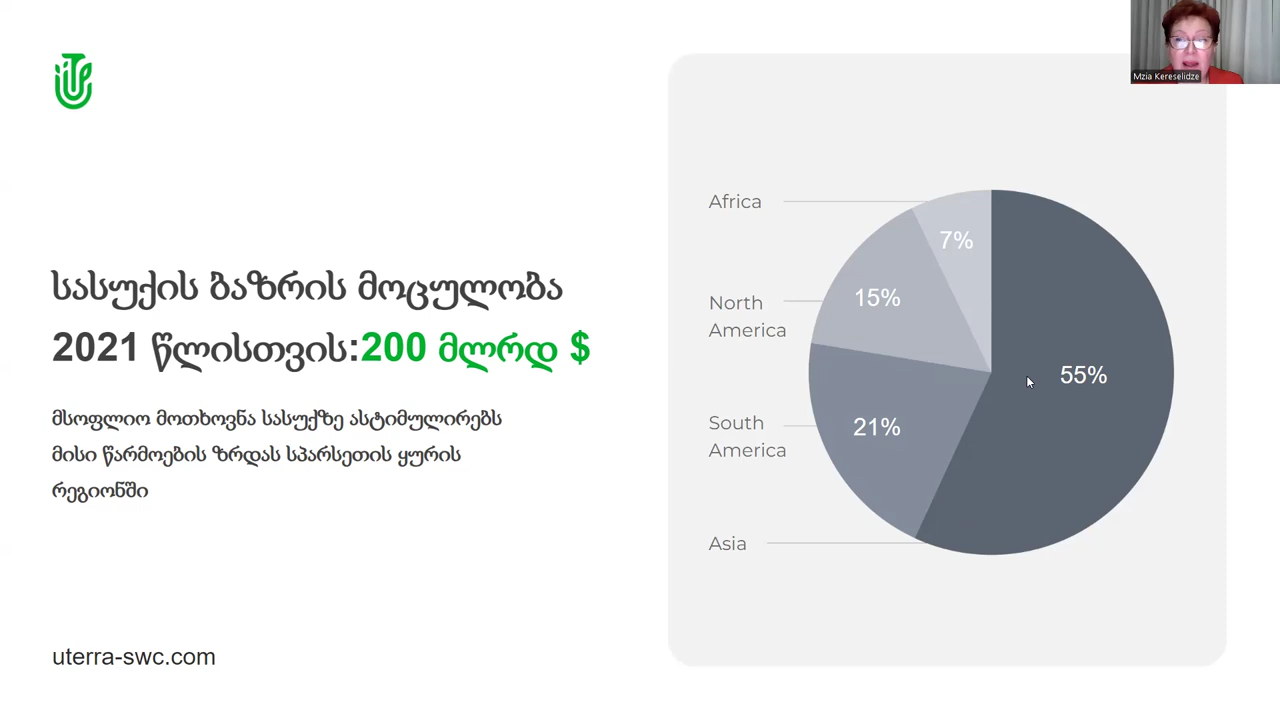 Mzia Kereselidze
სასუქის ბაზრის მოცულობა
2021 წლისთვის:200 მლრდ $
მსოფლიო მოთხოვნა სასუქზე ასტიმულირებს
მისი წარმოების ზრდას სპარსეთის ყურის
რეგიონში
uterra-swc.com
Africa
7%
North
America
15%
55%
South
America
21%
Asia